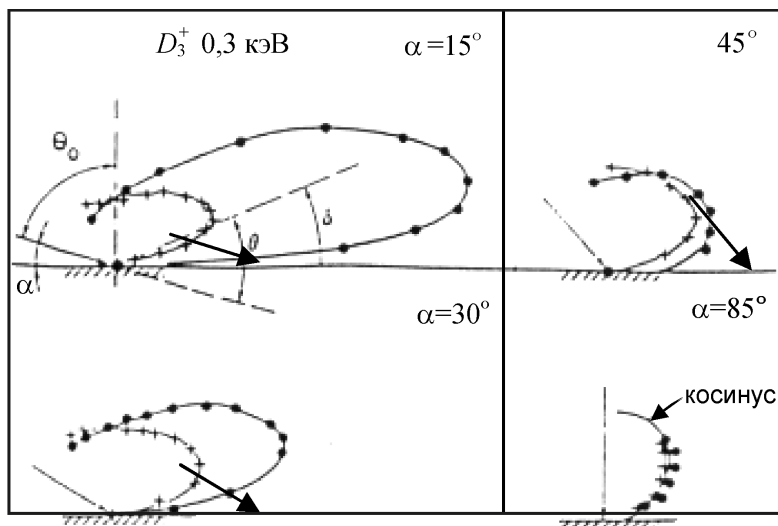 D₃⁺ 0,3 кэВ
α=15°
45°
θ₀
θ
δ
α
α=30°
α=85°
косинус